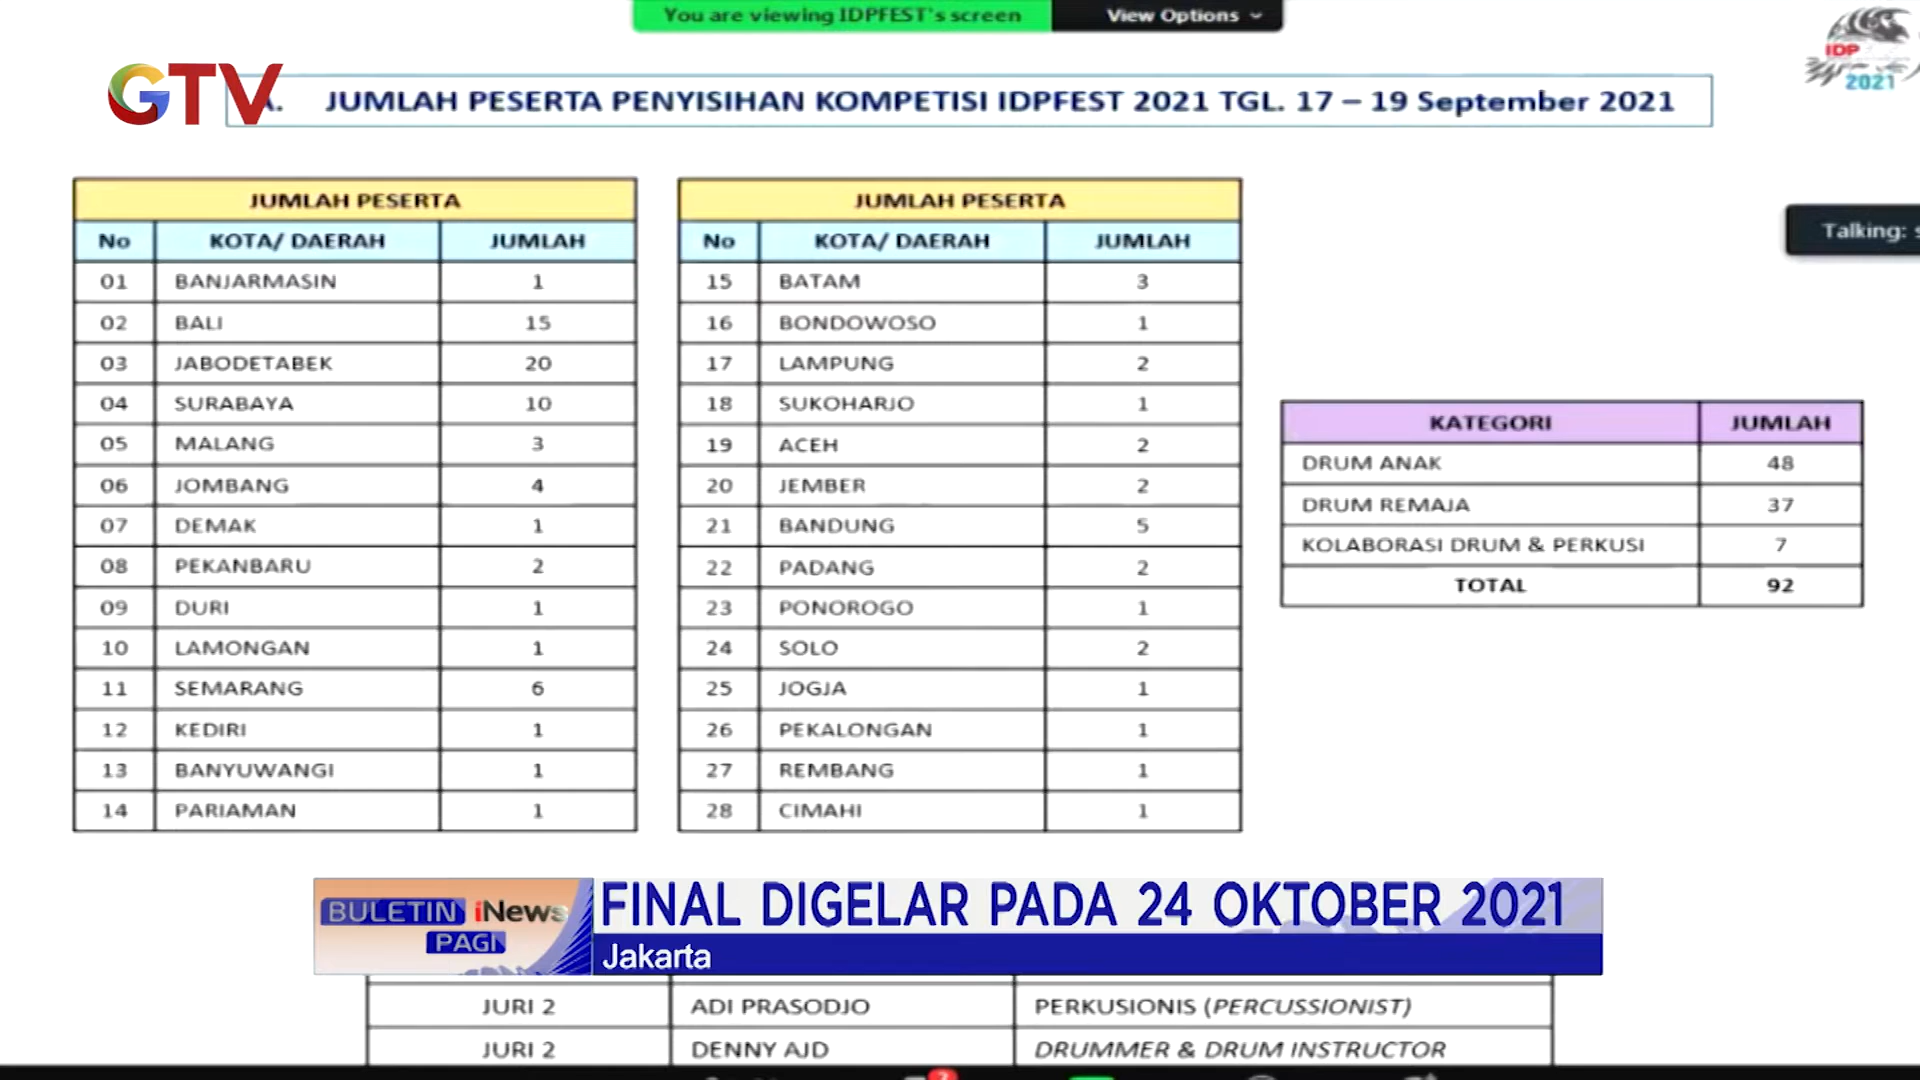 You are viewing IDPFEST's screen View Options
IDP
2021
GTV
A. JUMLAH PESERTA PENYISIHAN KOMPETISI IDPFEST 2021 TGL. 17 – 19 September 2021
Talking:
JUMLAH PESERTA
No KOTA/ DAERAH JUMLAH
01 BANJARMASIN 1
02 BALI 15
03 JABODETABEK 20
04 SURABAYA 10
05 MALANG 3
06 JOMBANG 4
07 DEMAK 1
08 PEKANBARU 2
09 DURI 1
10 LAMONGAN 1
11 SEMARANG 6
12 KEDIRI 1
13 BANYUWANGI 1
14 PARIAMAN 1
JUMLAH PESERTA
No KOTA/ DAERAH JUMLAH
15 BATAM 3
16 BONDOWOSO 1
17 LAMPUNG 2
18 SUKOHARJO 1
19 ACEH 2
20 JEMBER 2
21 BANDUNG 5
22 PADANG 2
23 PONOROGO 1
24 SOLO 2
25 JOGJA 1
26 PEKALONGAN 1
27 REMBANG 1
28 CIMAHI 1
KATEGORI JUMLAH
DRUM ANAK 48
DRUM REMAJA 37
KOLABORASI DRUM & PERKUSI 7
TOTAL 92
BULETIN iNews
PAGI
FINAL DIGELAR PADA 24 OKTOBER 2021
Jakarta
JURI 2 ADI PRASODJO PERKUSIONIS (PERCUSSIONIST)
JURI 2 DENNY AJD DRUMMER & DRUM INSTRUCTOR